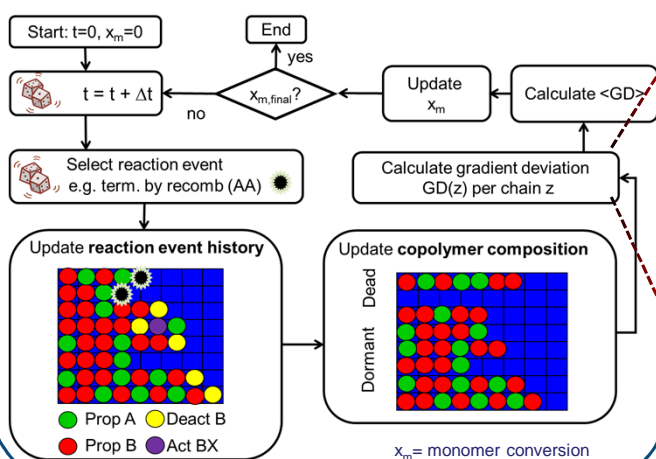 Start: t=0, xₘ=0
End
yes
t = t + Δt
no
xₘ,final?
Update
xₘ
Calculate <GD>
Select reaction event
e.g. term. by recomb (AA)
Calculate gradient deviation
GD(z) per chain z
Update reaction event history
Prop A
Deact B
Prop B
Act BX
Update copolymer composition
Dead
Dormant
xₘ= monomer conversion